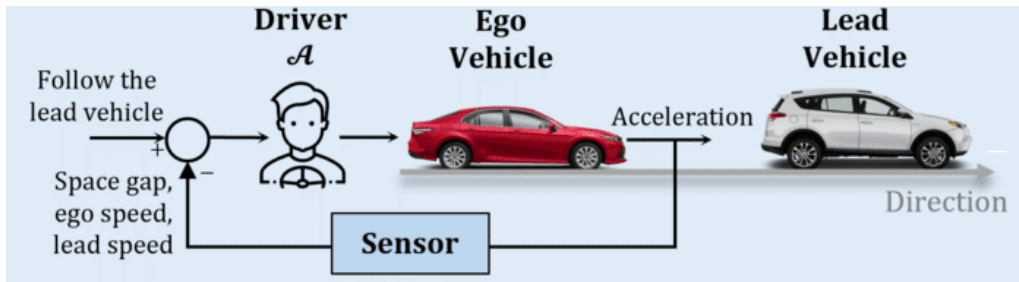 Driver
𝒜
Ego
Vehicle
Lead
Vehicle
Follow the
lead vehicle
+
−
Acceleration
Space gap,
ego speed,
lead speed
Sensor
Direction